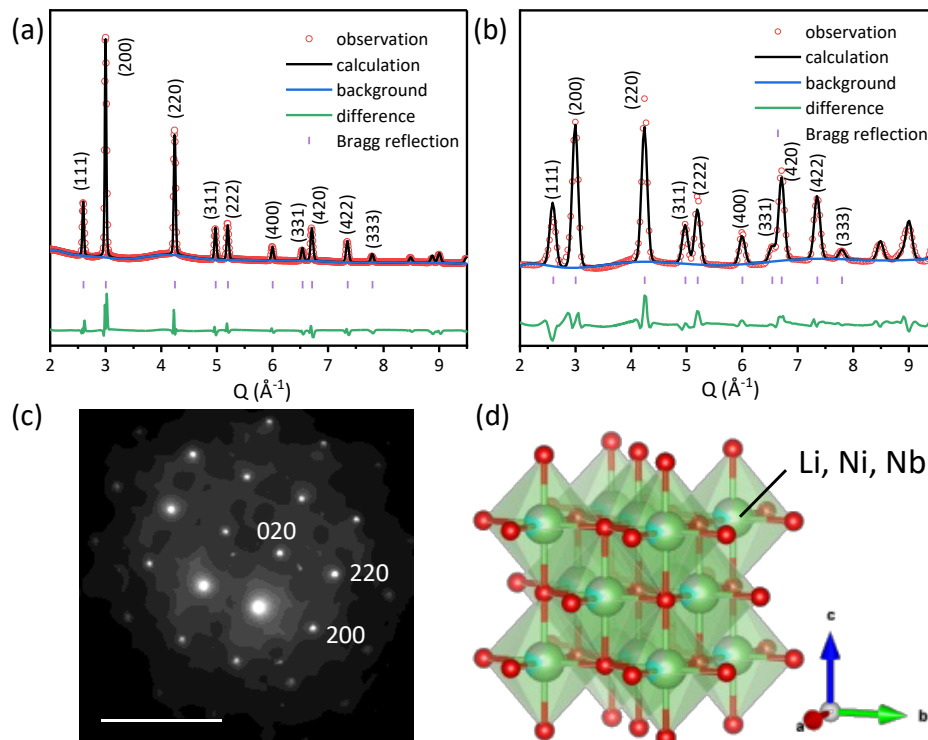 (a)
observation
calculation
background
difference
Bragg reflection
(111)
(200)
(220)
(311)
(222)
(400)
(331)
(420)
(422)
(333)
2 3 4 5 6 7 8 9
Q (Å⁻¹)
(b)
observation
calculation
background
difference
Bragg reflection
(111)
(200)
(220)
(311)
(222)
(400)
(331)
(420)
(422)
(333)
2 3 4 5 6 7 8 9
Q (Å⁻¹)
(c)
020
220
200
(d)
Li, Ni, Nb
c
a
b